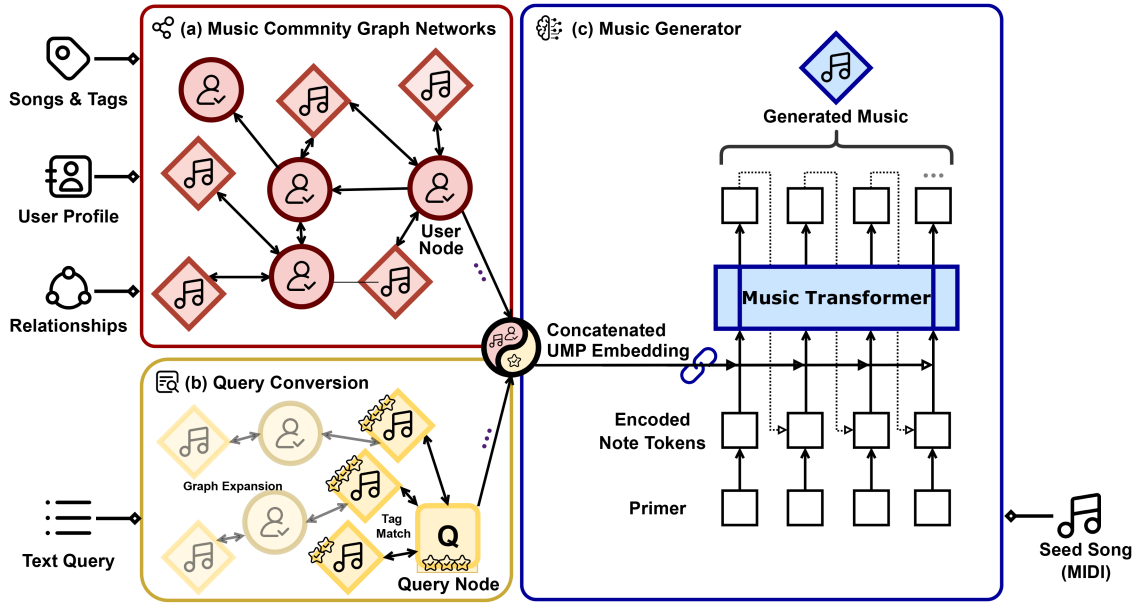 (a) Music Commnity Graph Networks
Songs & Tags
User Profile
Relationships
User
Node
(b) Query Conversion
Graph Expansion
Tag
Match
Q
Query Node
Text Query
Concatenated
UMP Embedding
(c) Music Generator
Generated Music
...
Music Transformer
Encoded
Note Tokens
Primer
Seed Song
(MIDI)